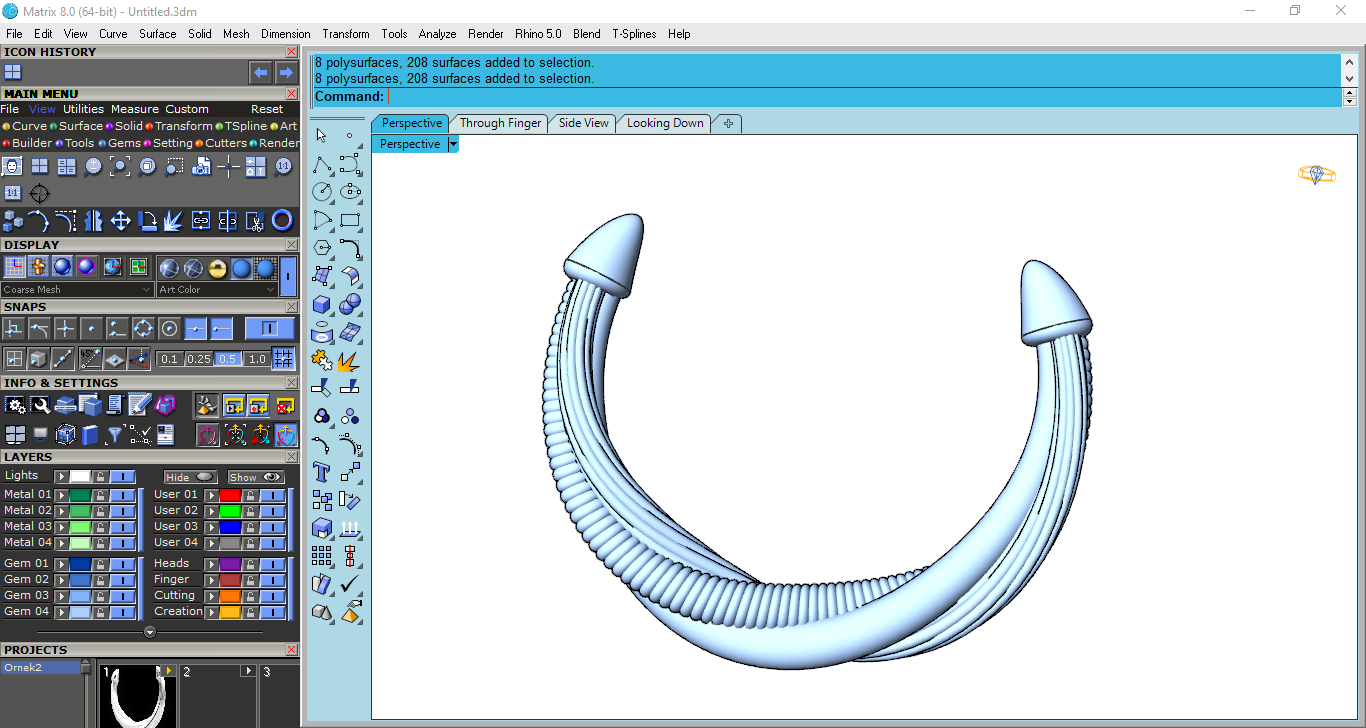 Matrix 8.0 (64-bit) - Untitled.3dm
File Edit View Curve Surface Solid Mesh Dimension Transform Tools Analyze Render Rhino 5.0 Blend T-Splines Help
ICON HISTORY
MAIN MENU
File View Utilities Measure Custom Reset
Curve Surface Solid Transform TSpline Art
Builder Tools Gems Setting Cutters Render
1:1
1:1
DISPLAY
Coarse Mesh Art Color
SNAPS
0.1 0.25 0.5 1.0
INFO & SETTINGS
LAYERS
Lights Hide Show
Metal 01 User 01
Metal 02 User 02
Metal 03 User 03
Metal 04 User 04
Gem 01 Heads
Gem 02 Finger
Gem 03 Cutting
Gem 04 Creation
PROJECTS
Ornek2
1 2 3
8 polysurfaces, 208 surfaces added to selection.
8 polysurfaces, 208 surfaces added to selection.
Command:
Perspective Through Finger Side View Looking Down
Perspective